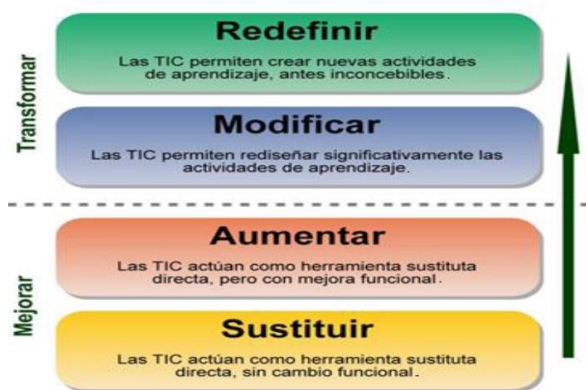 Transformar
Redefinir
Las TIC permiten crear nuevas actividades
de aprendizaje, antes inconcebibles.
Modificar
Las TIC permiten rediseñar significativamente las
actividades de aprendizaje.
Mejorar
Aumentar
Las TIC actúan como herramienta sustituta
directa, pero con mejora funcional.
Sustituir
Las TIC actúan como herramienta sustituta
directa, sin cambio funcional.